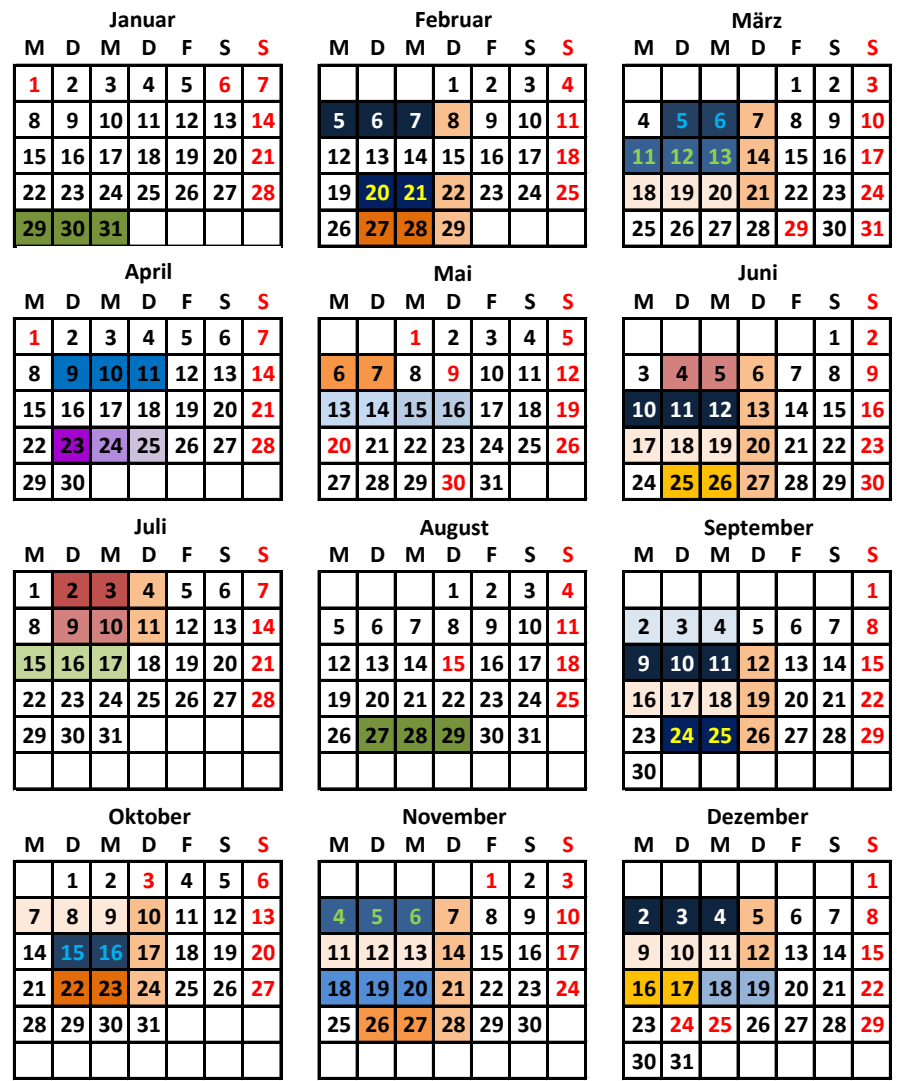 Januar
M D M D F S S
1 2 3 4 5 6 7
8 9 10 11 12 13 14
15 16 17 18 19 20 21
22 23 24 25 26 27 28
29 30 31
Februar
M D M D F S S
1 2 3 4
5 6 7 8 9 10 11
12 13 14 15 16 17 18
19 20 21 22 23 24 25
26 27 28 29
März
M D M D F S S
1 2 3
4 5 6 7 8 9 10
11 12 13 14 15 16 17
18 19 20 21 22 23 24
25 26 27 28 29 30 31
April
M D M D F S S
1 2 3 4 5 6 7
8 9 10 11 12 13 14
15 16 17 18 19 20 21
22 23 24 25 26 27 28
29 30
Mai
M D M D F S S
1 2 3 4 5
6 7 8 9 10 11 12
13 14 15 16 17 18 19
20 21 22 23 24 25 26
27 28 29 30 31
Juni
M D M D F S S
1 2
3 4 5 6 7 8 9
10 11 12 13 14 15 16
17 18 19 20 21 22 23
24 25 26 27 28 29 30
Juli
M D M D F S S
1 2 3 4 5 6 7
8 9 10 11 12 13 14
15 16 17 18 19 20 21
22 23 24 25 26 27 28
29 30 31
August
M D M D F S S
1 2 3 4
5 6 7 8 9 10 11
12 13 14 15 16 17 18
19 20 21 22 23 24 25
26 27 28 29 30 31
September
M D M D F S S
1
2 3 4 5 6 7 8
9 10 11 12 13 14 15
16 17 18 19 20 21 22
23 24 25 26 27 28 29
30
Oktober
M D M D F S S
1 2 3 4 5 6
7 8 9 10 11 12 13
14 15 16 17 18 19 20
21 22 23 24 25 26 27
28 29 30 31
November
M D M D F S S
1 2 3
4 5 6 7 8 9 10
11 12 13 14 15 16 17
18 19 20 21 22 23 24
25 26 27 28 29 30
Dezember
M D M D F S S
1
2 3 4 5 6 7 8
9 10 11 12 13 14 15
16 17 18 19 20 21 22
23 24 25 26 27 28 29
30 31